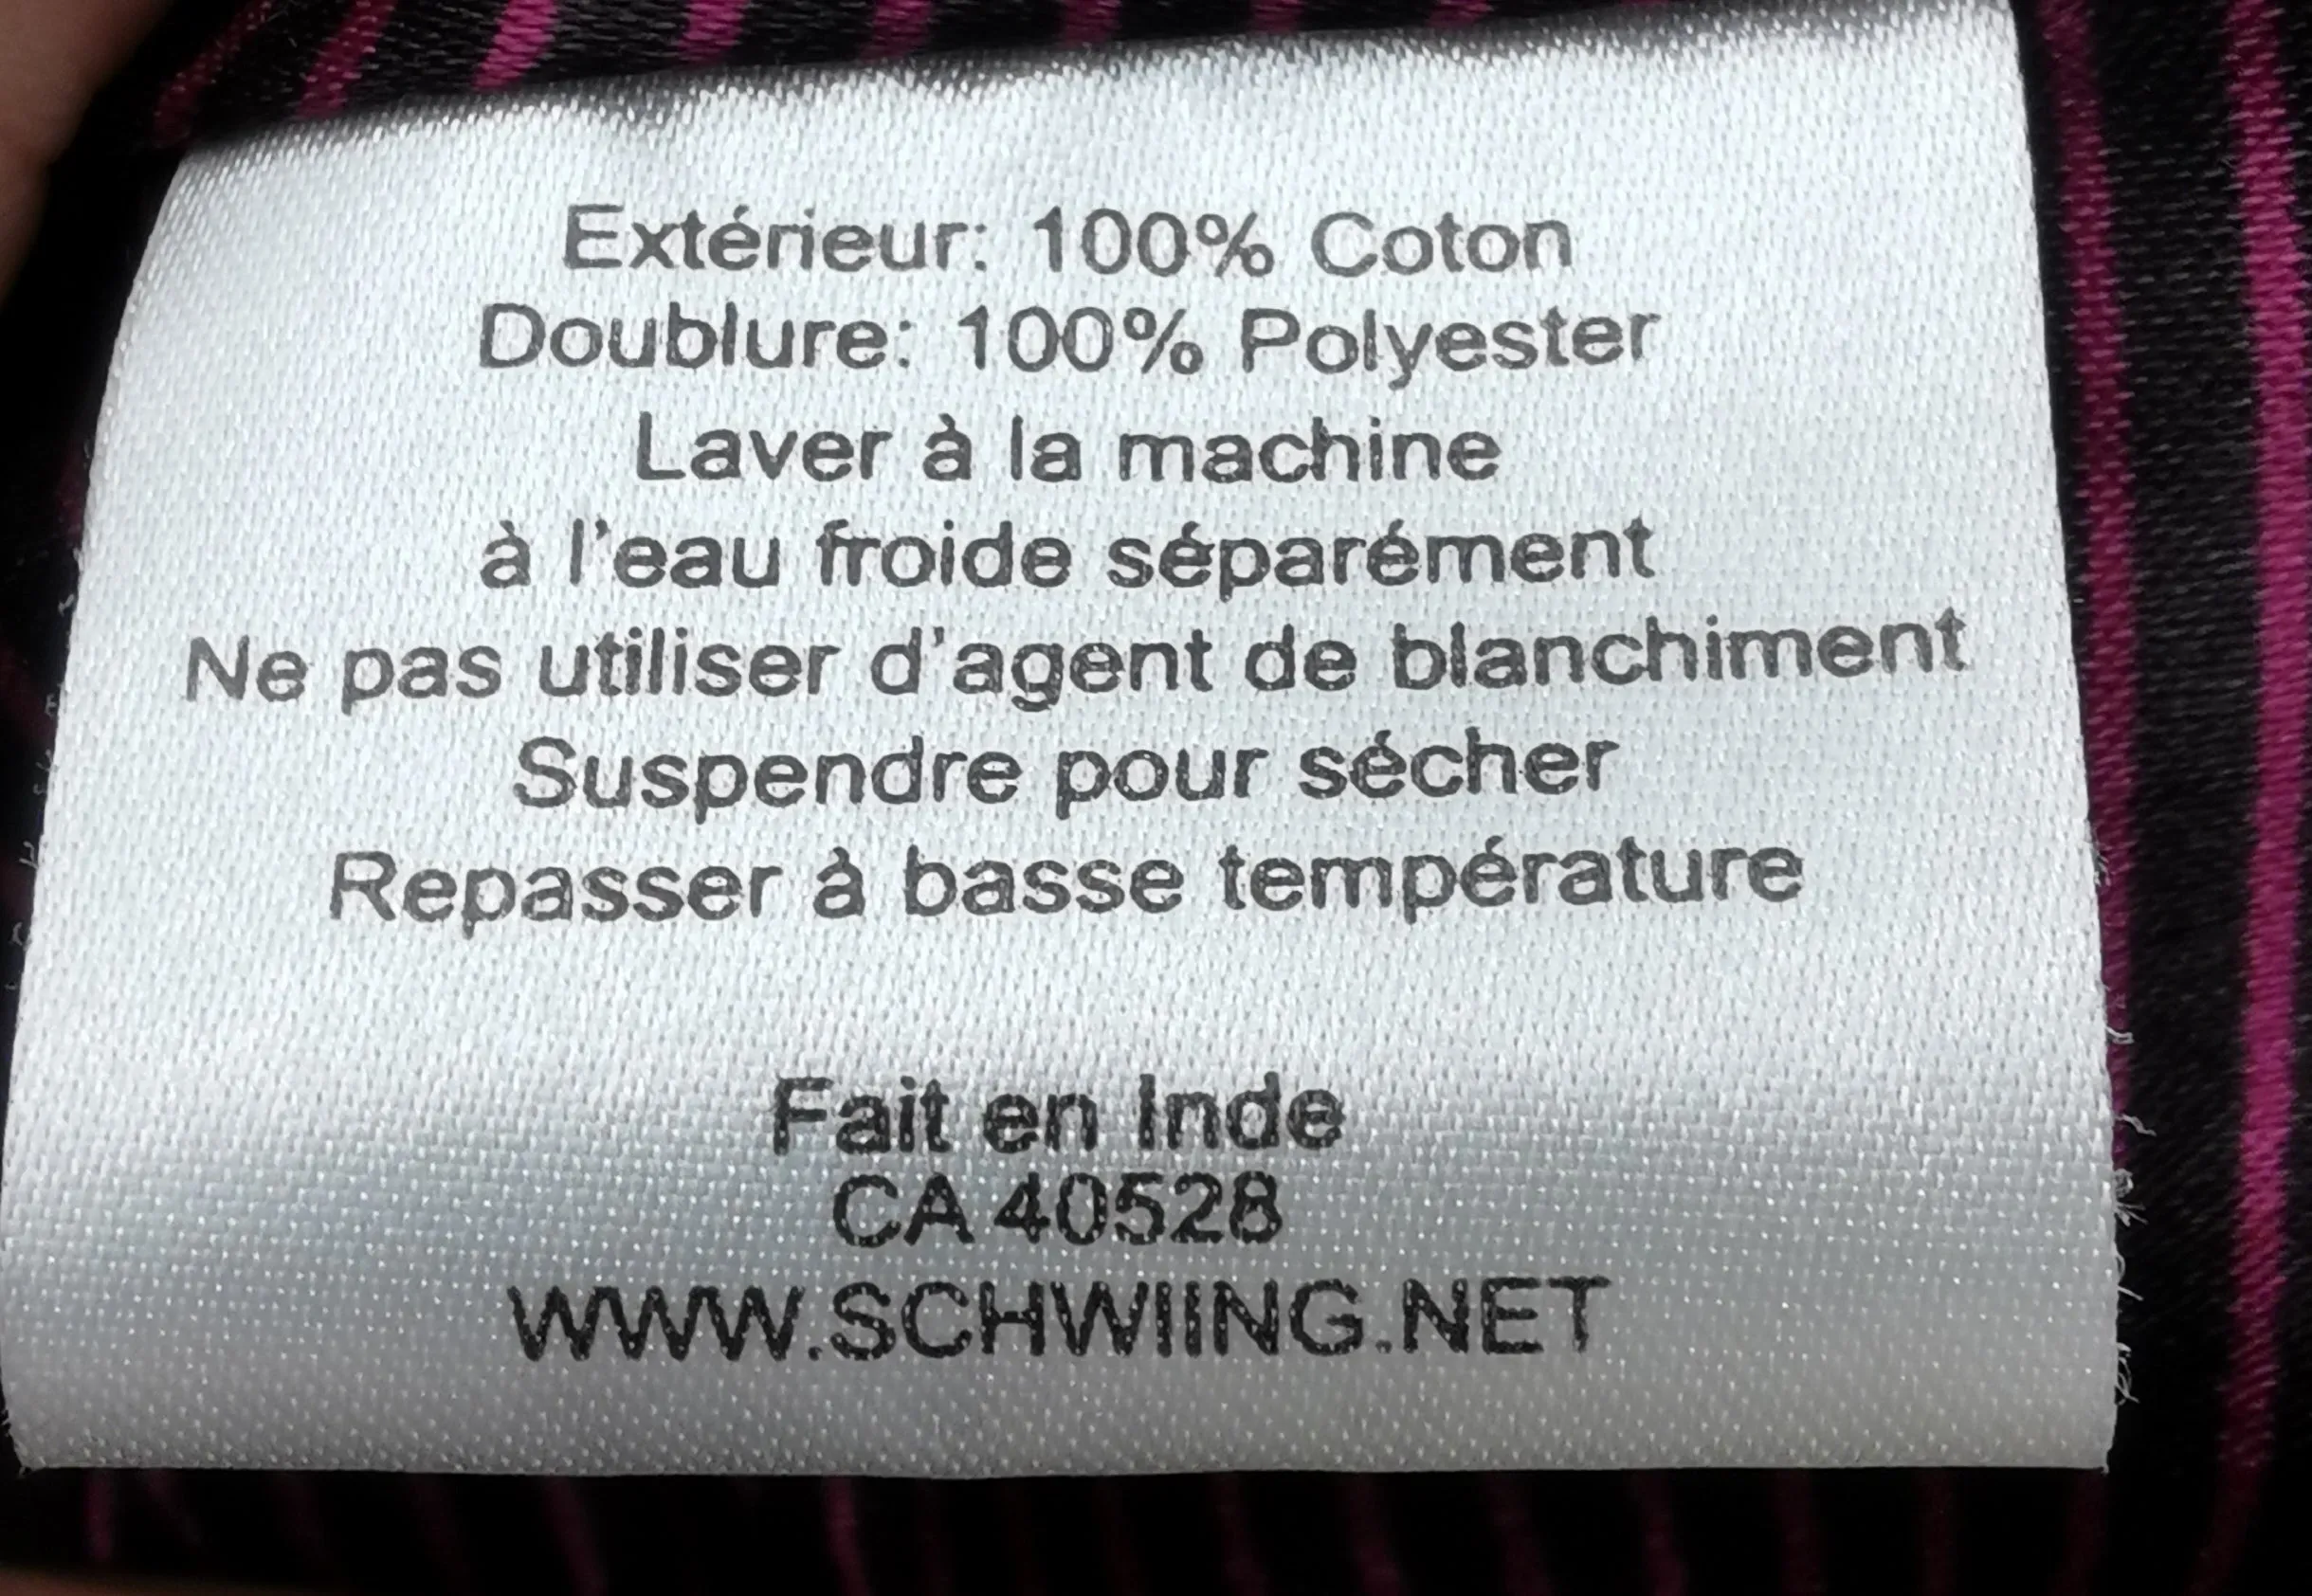 Extérieur: 100% Coton
Doublure: 100% Polyester
Laver à la machine
à l'eau froide séparément
Ne pas utiliser d'agent de blanchiment
Suspendre pour sécher
Repasser à basse température
Fait en Inde
CA 40528
WWW.SCHWIING.NET